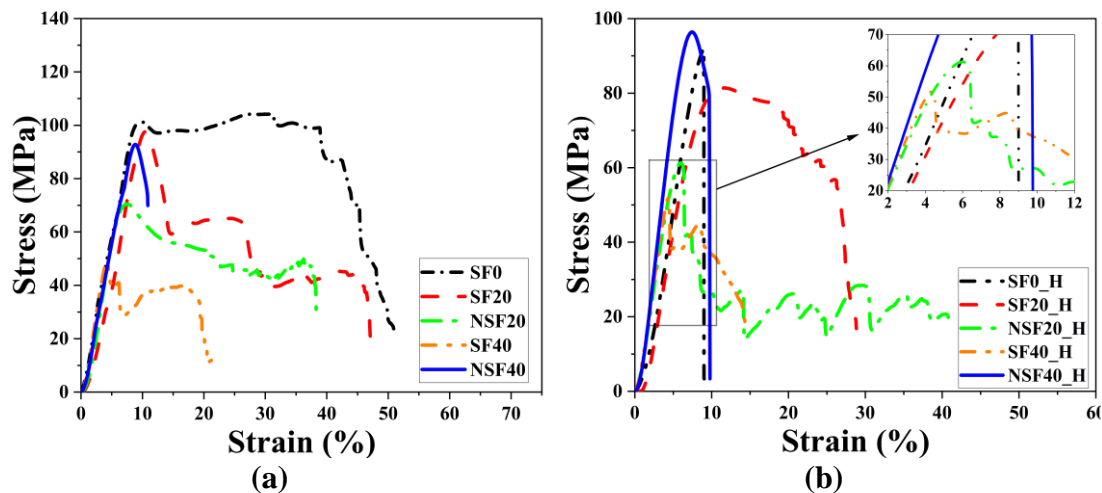 140
120
100
80
60
40
20
0
Stress (MPa)
0 10 20 30 40 50 60 70
Strain (%)
SF0
SF20
NSF20
SF40
NSF40
(a)
100
80
60
40
20
0
Stress (MPa)
0 10 20 30 40 50 60
Strain (%)
70
60
50
40
30
20
2 4 6 8 10 12
SF0_H
SF20_H
NSF20_H
SF40_H
NSF40_H
(b)